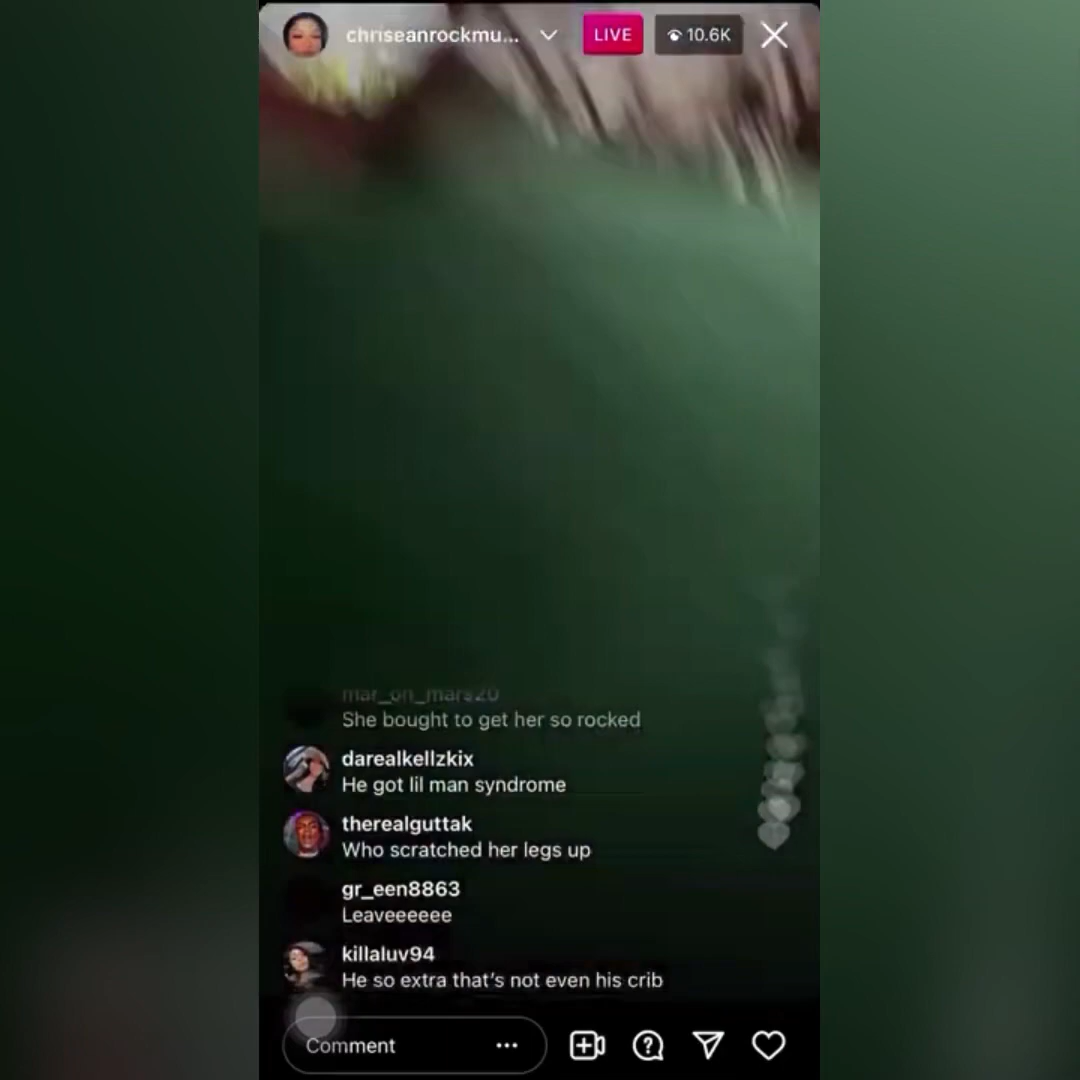 chriseanrockmu...
LIVE
10.6K
mar_on_mars20
She bought to get her so rocked
darealkellzkix
He got lil man syndrome
therealguttak
Who scratched her legs up
gr_een8863
Leaveeeeee
killaluv94
He so extra that’s not even his crib
Comment